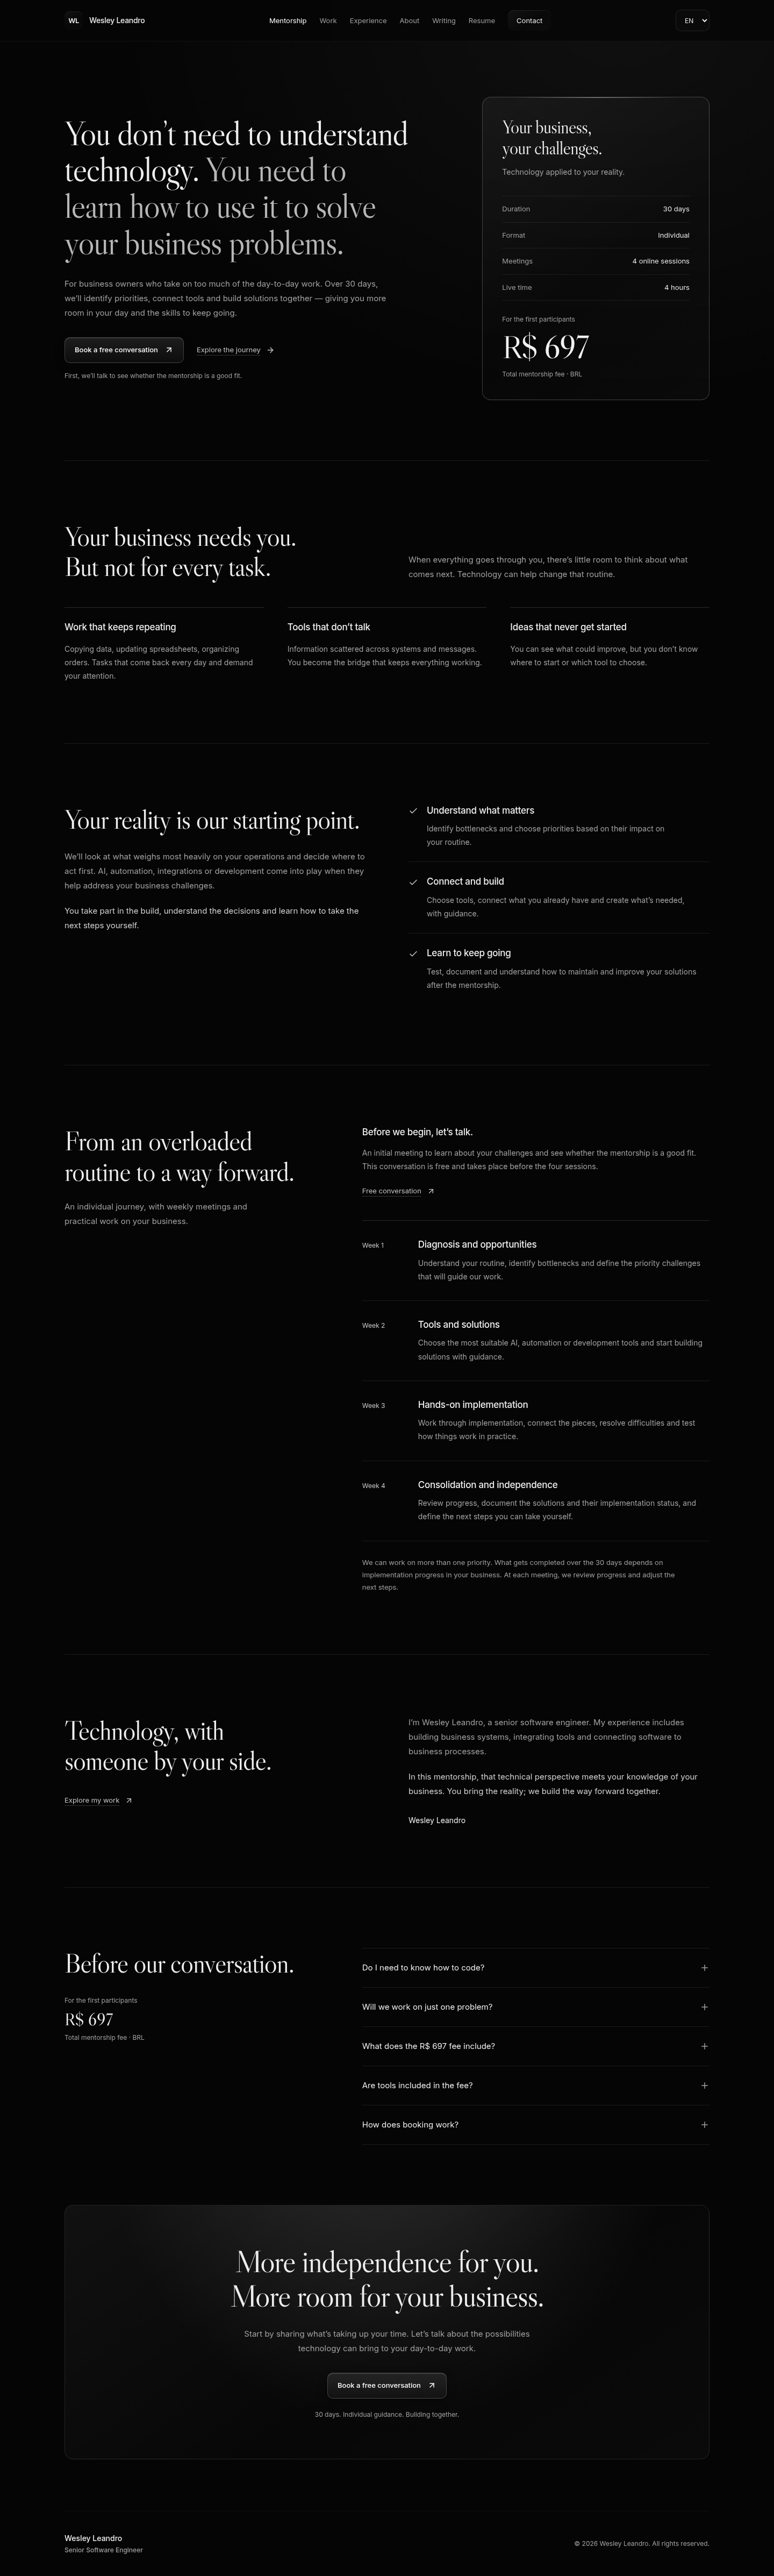 WL Wesley Leandro Mentorship Work Experience About Writing Resume Contact EN
You don’t need to understand
technology. You need to
learn how to use it to solve
your business problems.
For business owners who take on too much of the day-to-day work. Over 30 days,
we’ll identify priorities, connect tools and build solutions together — giving you more
room in your day and the skills to keep going.
Book a free conversation
Explore the journey
First, we’ll talk to see whether the mentorship is a good fit.
Your business,
your challenges.
Technology applied to your reality.
Duration 30 days
Format Individual
Meetings 4 online sessions
Live time 4 hours
For the first participants
R$ 697
Total mentorship fee · BRL
Your business needs you.
But not for every task.
When everything goes through you, there’s little room to think about what
comes next. Technology can help change that routine.
Work that keeps repeating
Copying data, updating spreadsheets, organizing
orders. Tasks that come back every day and demand
your attention.
Tools that don’t talk
Information scattered across systems and messages.
You become the bridge that keeps everything working.
Ideas that never get started
You can see what could improve, but you don’t know
where to start or which tool to choose.
Your reality is our starting point.
We’ll look at what weighs most heavily on your operations and decide where to
act first. AI, automation, integrations or development come into play when they
help address your business challenges.
You take part in the build, understand the decisions and learn how to take the
next steps yourself.
Understand what matters
Identify bottlenecks and choose priorities based on their impact on
your routine.
Connect and build
Choose tools, connect what you already have and create what’s needed,
with guidance.
Learn to keep going
Test, document and understand how to maintain and improve your solutions
after the mentorship.
From an overloaded
routine to a way forward.
An individual journey, with weekly meetings and
practical work on your business.
Before we begin, let’s talk.
An initial meeting to learn about your challenges and see whether the mentorship is a good fit.
This conversation is free and takes place before the four sessions.
Free conversation
Week 1
Diagnosis and opportunities
Understand your routine, identify bottlenecks and define the priority challenges
that will guide our work.
Week 2
Tools and solutions
Choose the most suitable AI, automation or development tools and start building
solutions with guidance.
Week 3
Hands-on implementation
Work through implementation, connect the pieces, resolve difficulties and test
how things work in practice.
Week 4
Consolidation and independence
Review progress, document the solutions and their implementation status, and
define the next steps you can take yourself.
We can work on more than one priority. What gets completed over the 30 days depends on
implementation progress in your business. At each meeting, we review progress and adjust the
next steps.
Technology, with
someone by your side.
Explore my work
I’m Wesley Leandro, a senior software engineer. My experience includes
building business systems, integrating tools and connecting software to
business processes.
In this mentorship, that technical perspective meets your knowledge of your
business. You bring the reality; we build the way forward together.
Wesley Leandro
Before our conversation.
For the first participants
R$ 697
Total mentorship fee · BRL
Do I need to know how to code?
Will we work on just one problem?
What does the R$ 697 fee include?
Are tools included in the fee?
How does booking work?
More independence for you.
More room for your business.
Start by sharing what’s taking up your time. Let’s talk about the possibilities
technology can bring to your day-to-day work.
Book a free conversation
30 days. Individual guidance. Building together.
Wesley Leandro
Senior Software Engineer
© 2026 Wesley Leandro. All rights reserved.